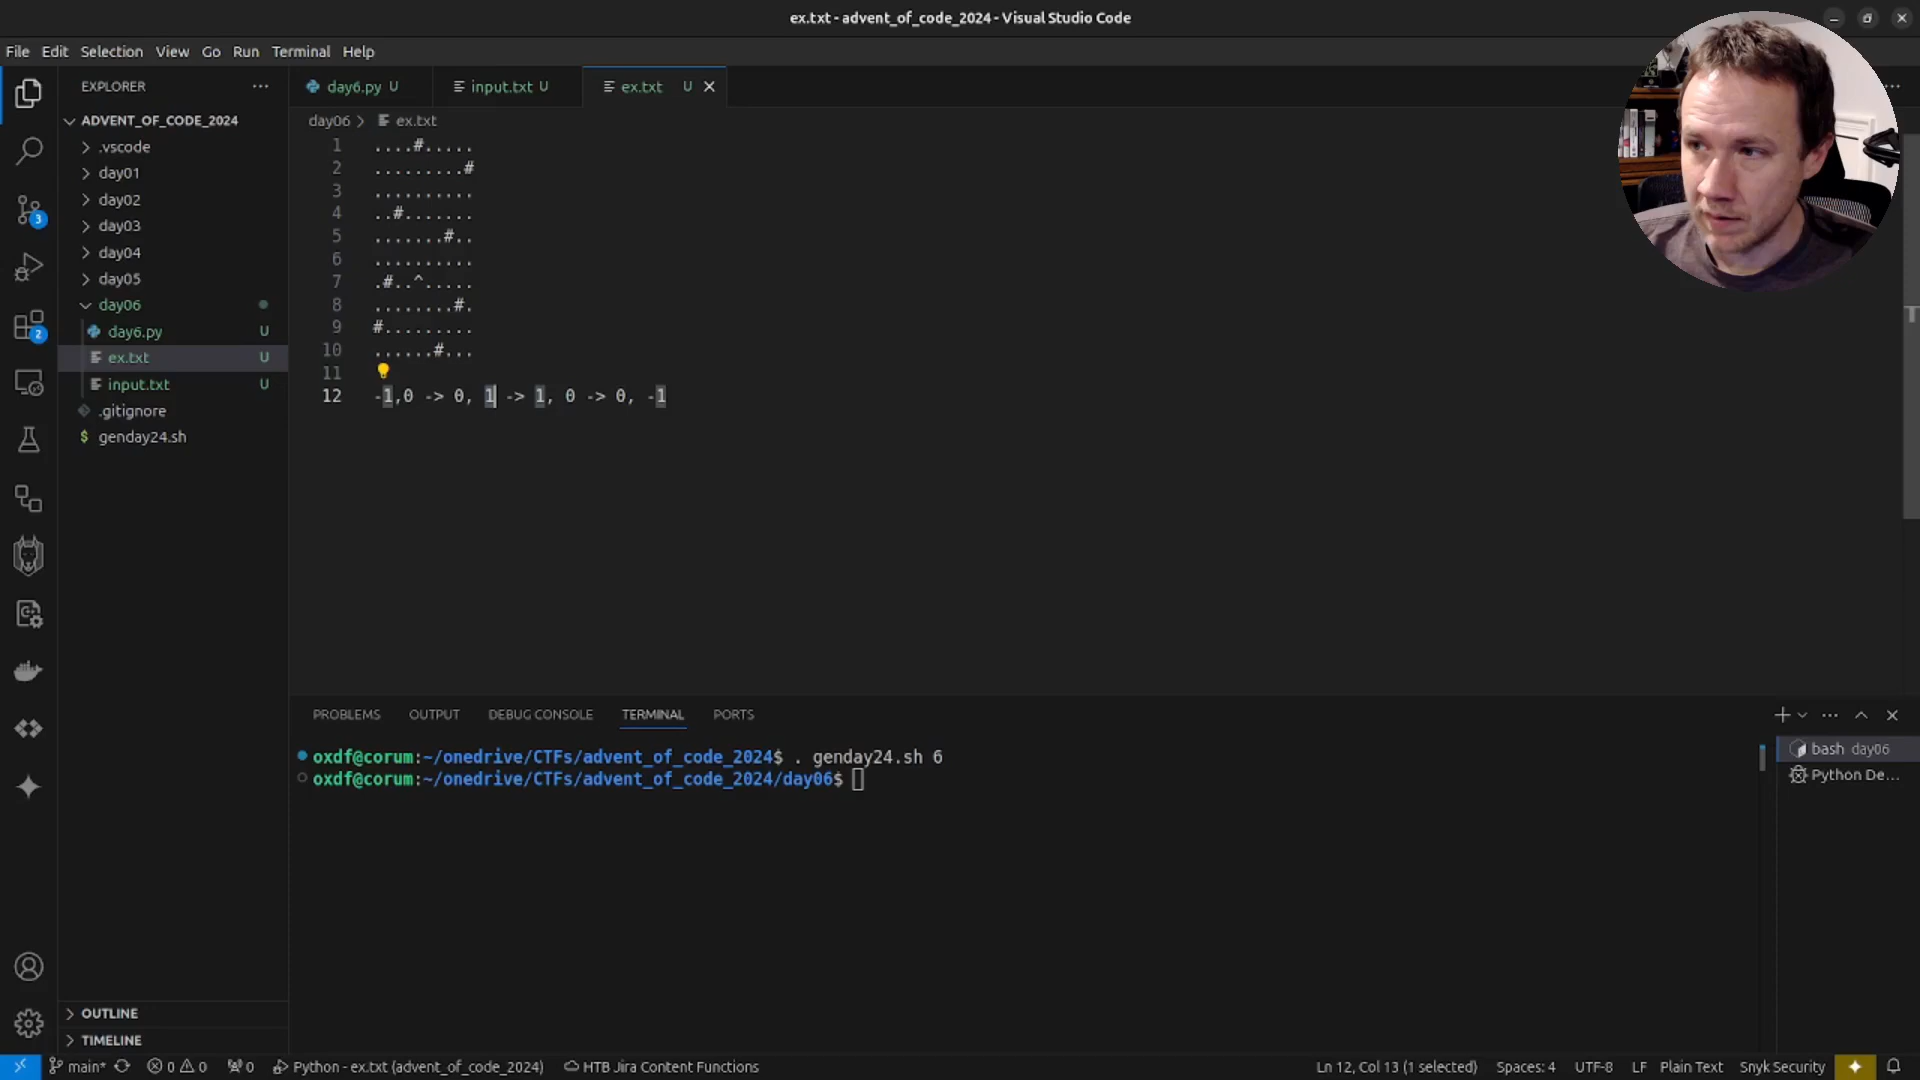 ex.txt - advent_of_code_2024 - Visual Studio Code
File Edit Selection View Go Run Terminal Help
EXPLORER
ADVENT_OF_CODE_2024
.vscode
day01
day02
day03
day04
day05
day06
day6.py U
ex.txt U
input.txt U
.gitignore
$ genday24.sh
OUTLINE
TIMELINE
3
2
day6.py U input.txt U ex.txt U
day06 > ex.txt
1 ....#.....
2 .........#
3 ..........
4 ..#.......
5 .......#..
6 ..........
7 .#..^.....
8 ........#.
9 #.........
10 ......#...
11
12 -1,0 -> 0, 1 -> 1, 0 -> 0, -1
PROBLEMS OUTPUT DEBUG CONSOLE TERMINAL PORTS
oxdf@corum:~/onedrive/CTFs/advent_of_code_2024$ . genday24.sh 6
oxdf@corum:~/onedrive/CTFs/advent_of_code_2024/day06$
bash day06
Python De...
main* 0 0 0 Python - ex.txt (advent_of_code_2024) HTB Jira Content Functions Ln 12, Col 13 (1 selected) Spaces: 4 UTF-8 LF Plain Text Snyk Security